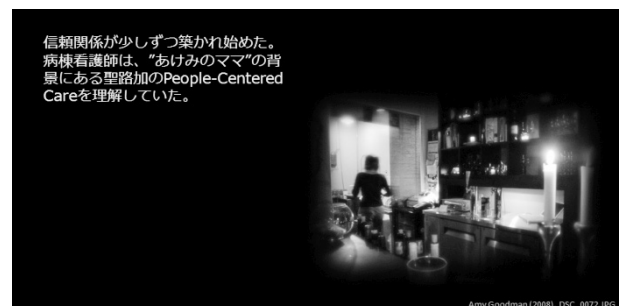 信頼関係が少しずつ築かれ始めた。
病棟看護師は、”あけみのママ”の背
景にある聖路加のPeople-Centered
Careを理解していた。
Amy Goodman (2008)、DSC_0072.JPG